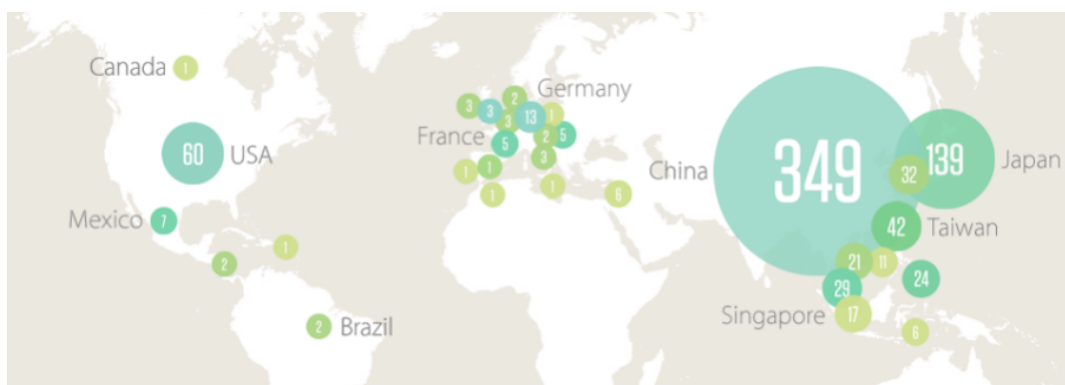 Canada 1
60 USA
Mexico 7
2
1
2 Brazil
Germany
2
3
3
13
1
3
France
5
2
5
3
1
1
1
1
6
China
349
139
Japan
32
42 Taiwan
21
11
29
24
Singapore 17
6